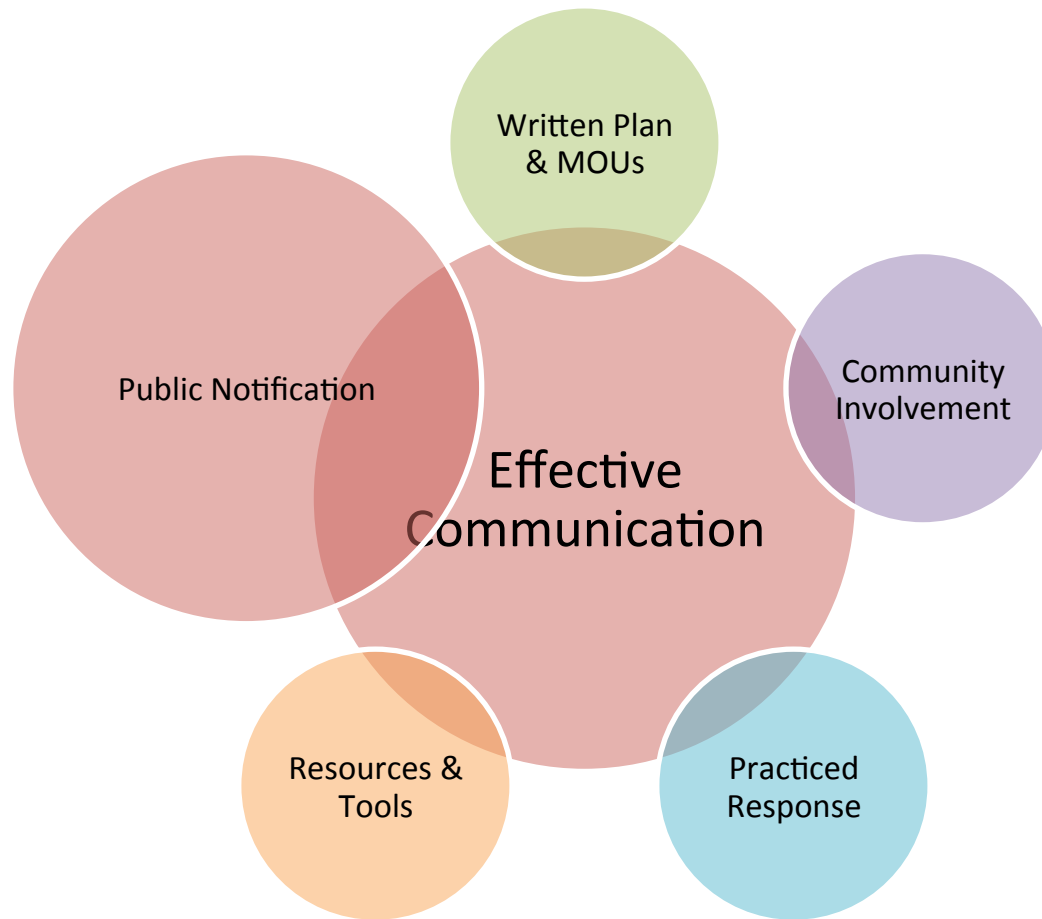 Written Plan
& MOUs
Public Notification
Community
Involvement
Effective
Communication
Resources &
Tools
Practiced
Response